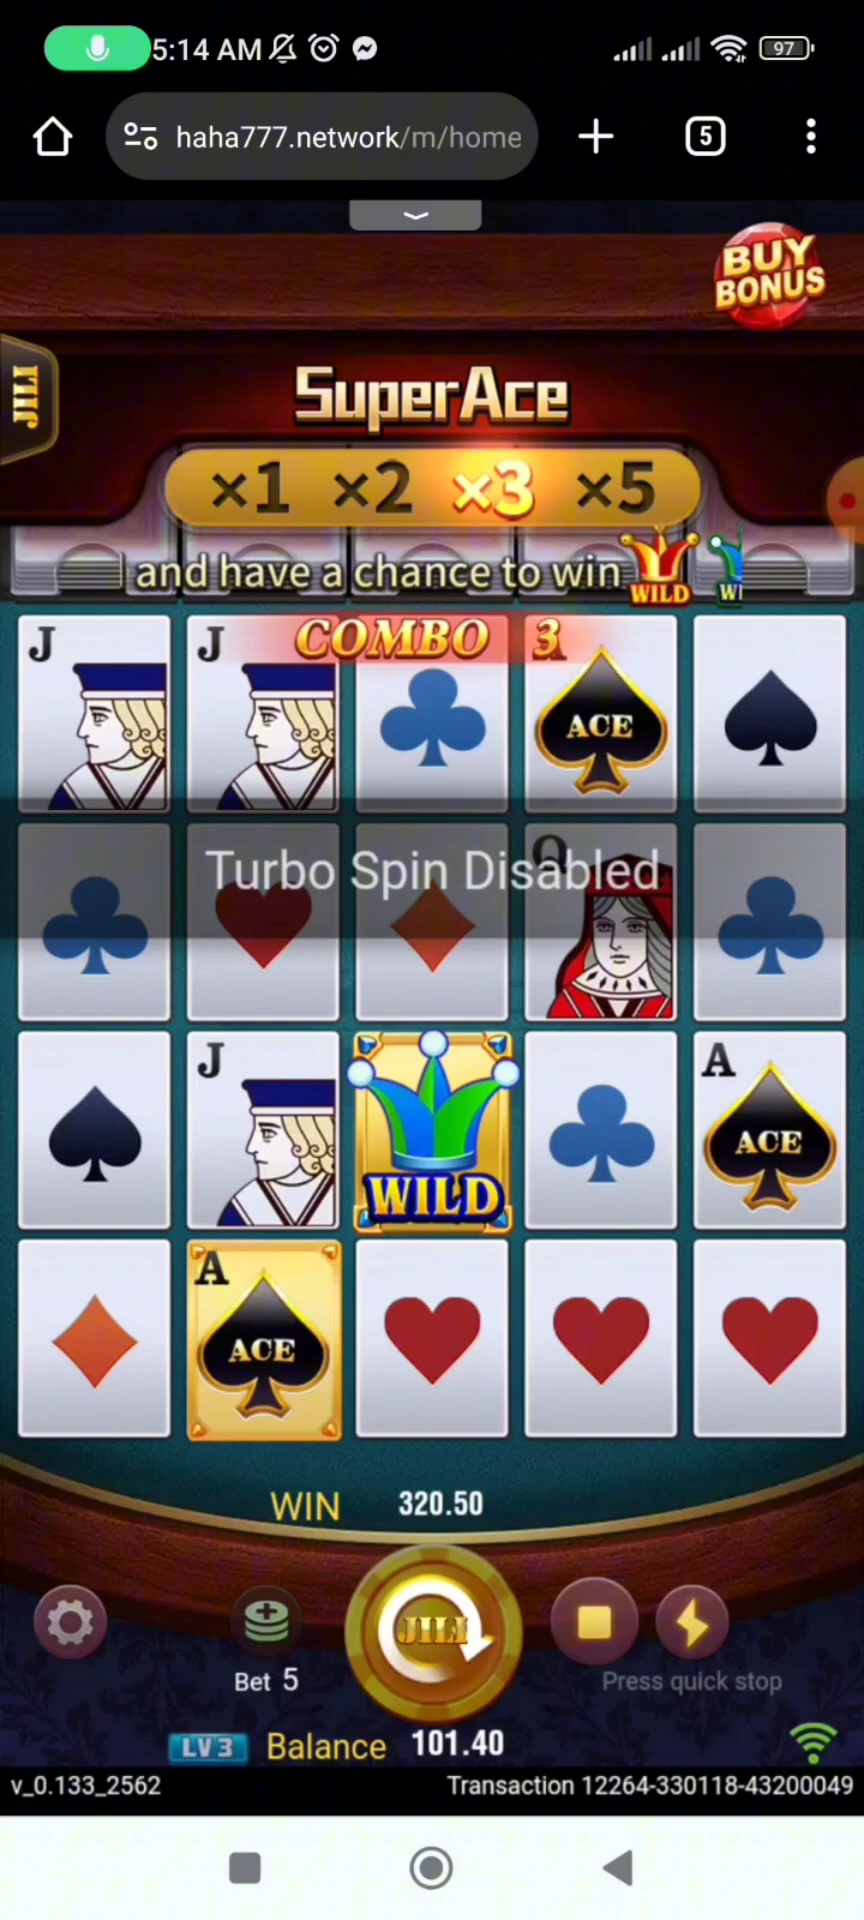 5:14 AM
97
haha777.network/m/home
5
BUY
BONUS
JILI
SuperAce
×1 ×2 ×3 ×5
and have a chance to win WILD WI
COMBO 3
J J ACE
Turbo Spin Disabled
Q
J WILD A ACE
A ACE
WIN 320.50
JILI
Bet 5
Press quick stop
LV3 Balance 101.40
v_0.133_2562 Transaction 12264-330118-43200049